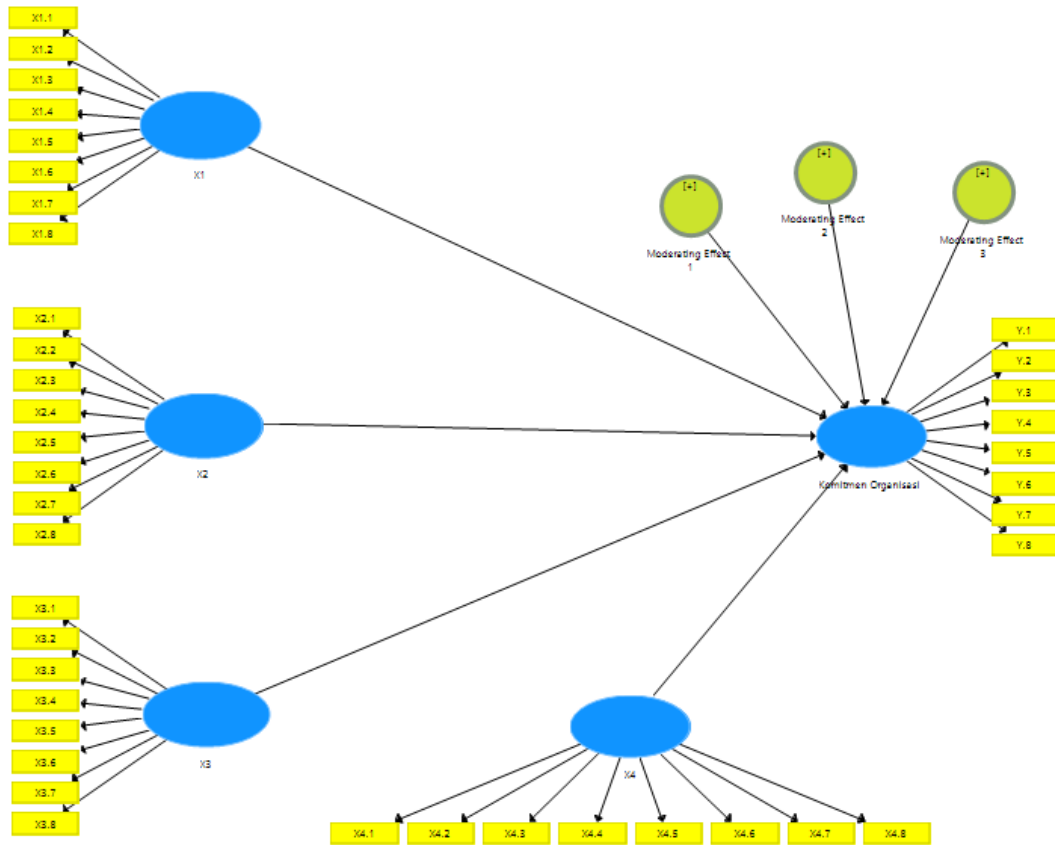 X1.1
X1.2
X1.3
X1.4
X1.5
X1.6
X1.7
X1.8
X1
[+]
Moderating Effect
1
[+]
Moderating Effect
2
[+]
Moderating Effect
3
X2.1
X2.2
X2.3
X2.4
X2.5
X2.6
X2.7
X2.8
X2
Y.1
Y.2
Y.3
Y.4
Y.5
Y.6
Y.7
Y.8
Komitmen Organisasi
X3.1
X3.2
X3.3
X3.4
X3.5
X3.6
X3.7
X3.8
X3
X4
X4.1
X4.2
X4.3
X4.4
X4.5
X4.6
X4.7
X4.8